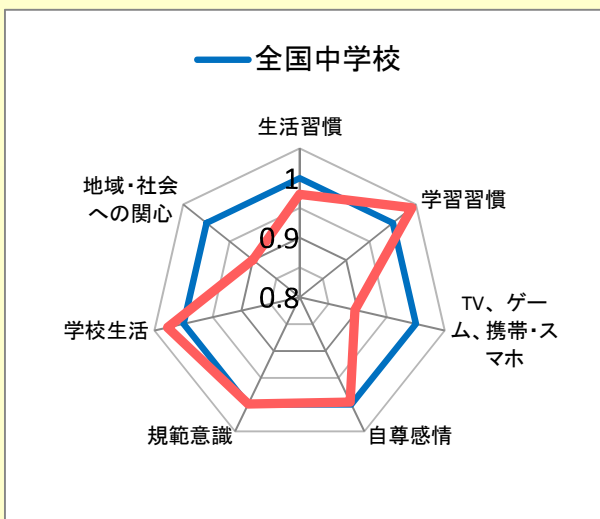 全国中学校
生活習慣
学習習慣
TV、ゲー
ム、携帯・ス
マホ
自尊感情
規範意識
学校生活
地域・社会
への関心
1
0.9
0.8